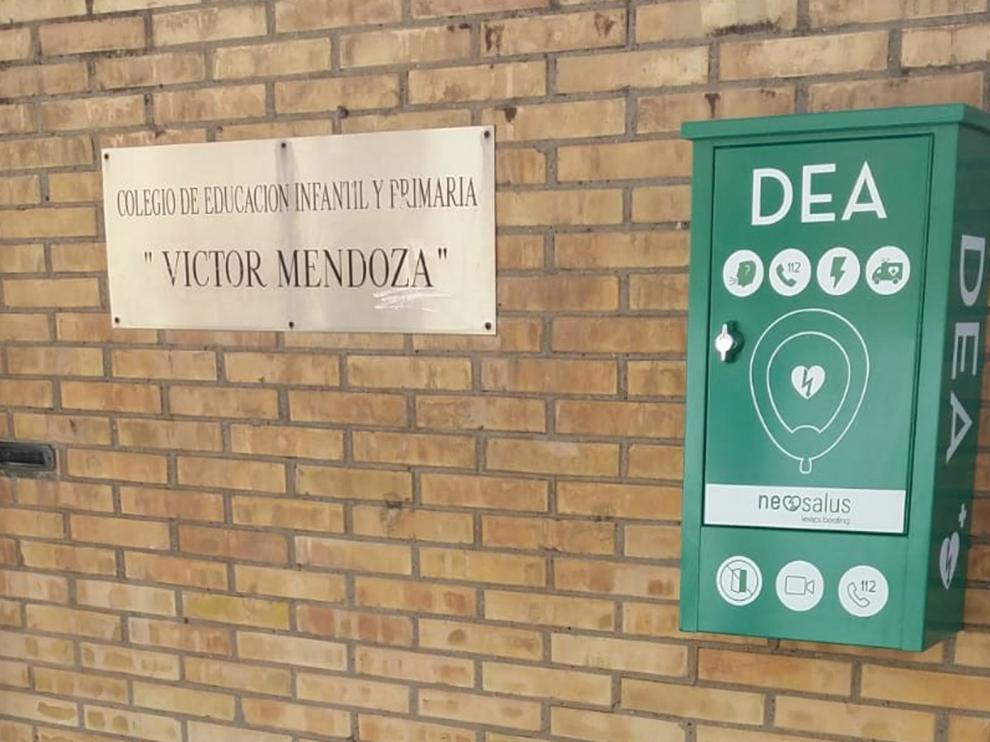 COLEGIO DE EDUCACION INFANTIL Y PRIMARIA
"VICTOR MENDOZA"
DEA
112
neosalus
keeps beating
112
DEA